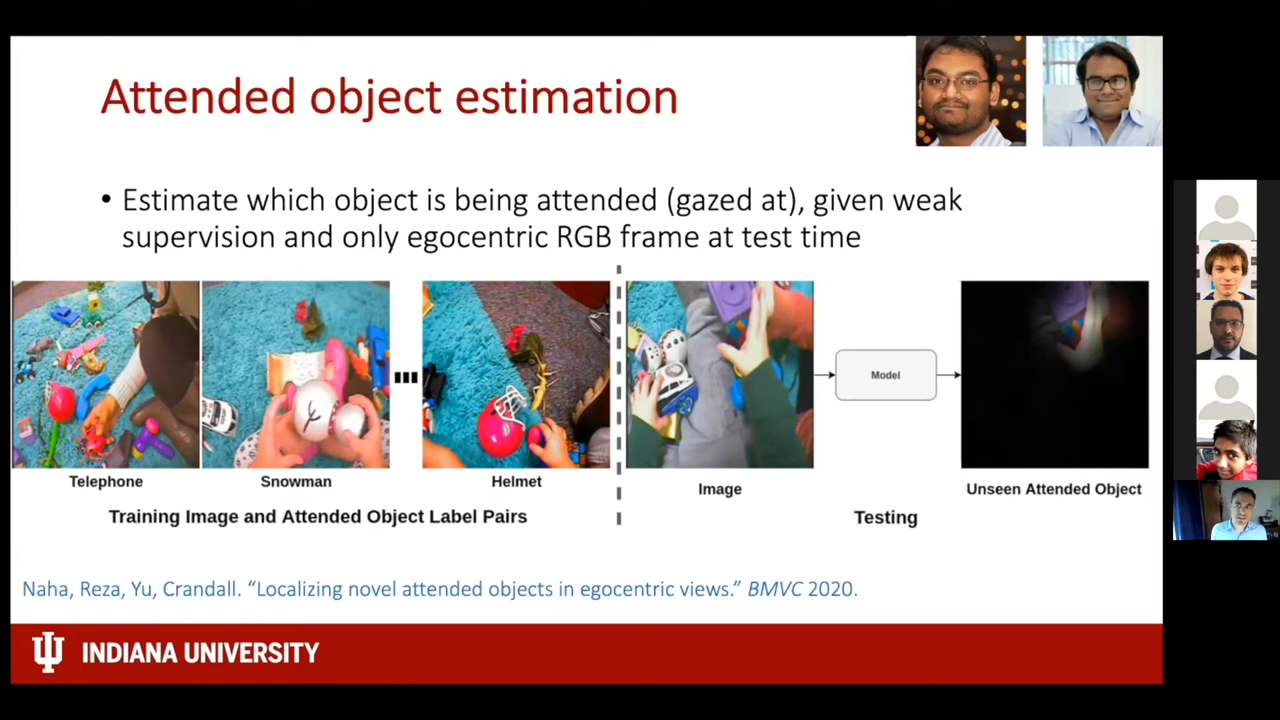 Attended object estimation
• Estimate which object is being attended (gazed at), given weak
supervision and only egocentric RGB frame at test time
Telephone
Snowman
Helmet
Training Image and Attended Object Label Pairs
Image
Model
Unseen Attended Object
Testing
Naha, Reza, Yu, Crandall. “Localizing novel attended objects in egocentric views.” BMVC 2020.
INDIANA UNIVERSITY